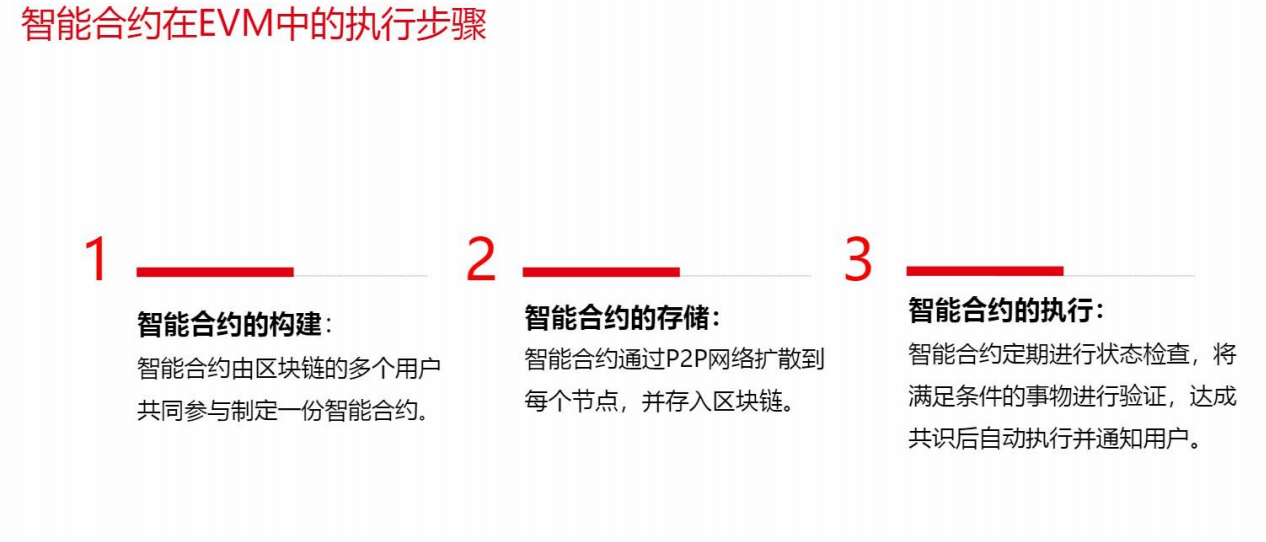 智能合约在EVM中的执行步骤
1
智能合约的构建：
智能合约由区块链的多个用户
共同参与制定一份智能合约。
2
智能合约的存储：
智能合约通过P2P网络扩散到
每个节点，并存入区块链。
3
智能合约的执行：
智能合约定期进行状态检查，将
满足条件的事物进行验证，达成
共识后自动执行并通知用户。